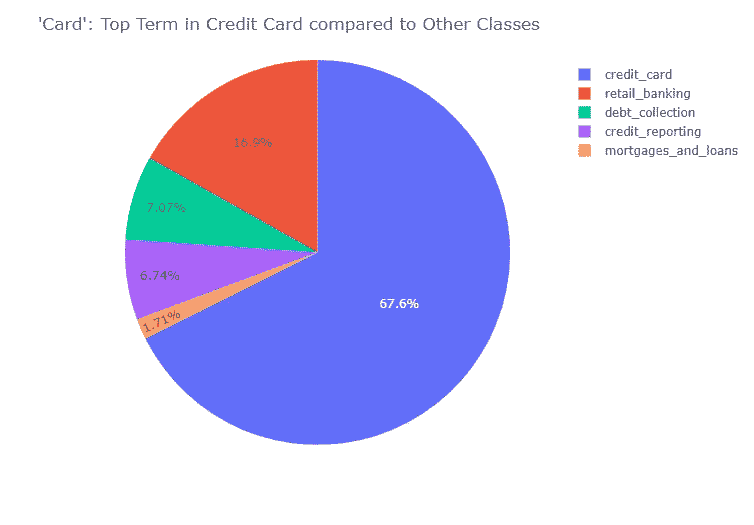 'Card': Top Term in Credit Card compared to Other Classes
credit_card
retail_banking
debt_collection
credit_reporting
mortgages_and_loans
16.9%
7.07%
6.74%
1.71%
67.6%